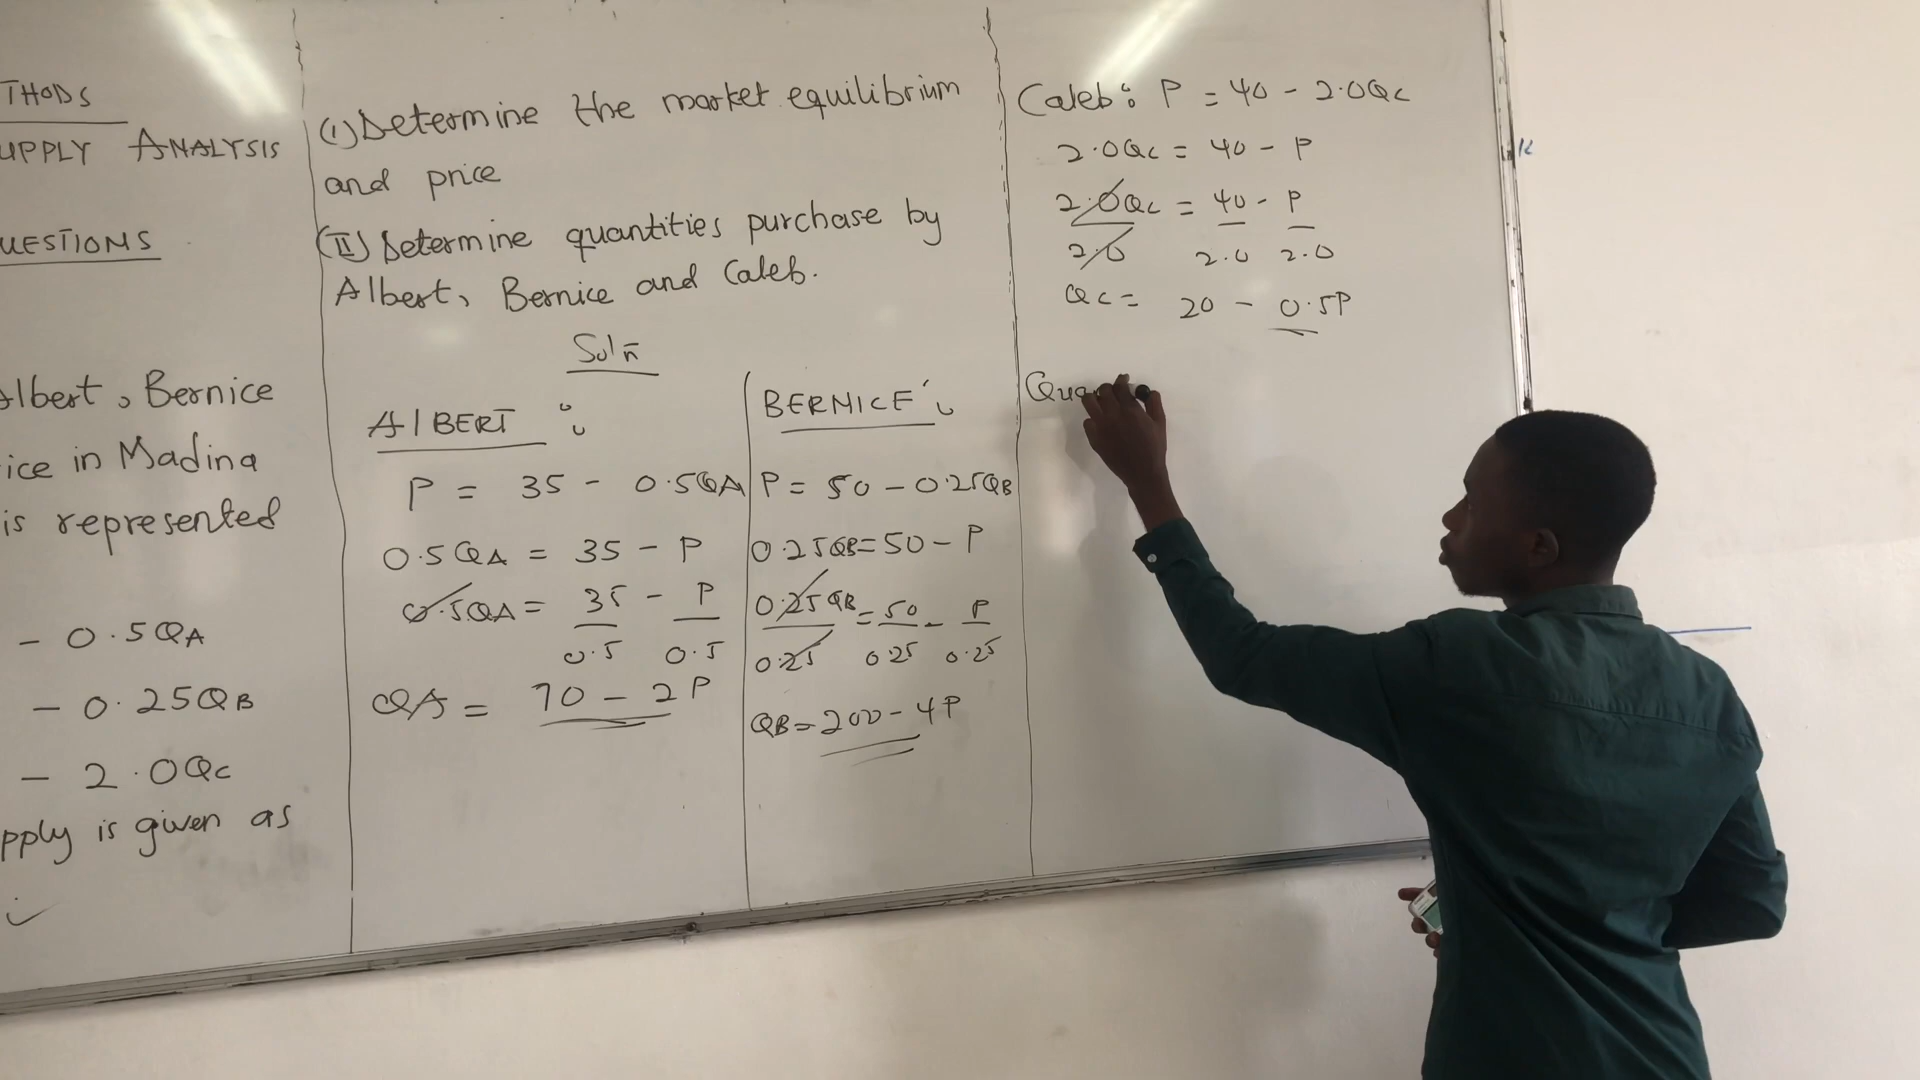 THODS
UPPLY ANALYSIS
UESTIONS
Albert, Bernice
ice in Madina
is represented
- 0.5QA
- 0.25QB
- 2.0Qc
pply is given as
(I) Determine the market equilibrium
and price
(II) Determine quantities purchase by
Albert, Bernice and Caleb.
Soln
ALBERT :
P = 35 - 0.5QA
0.5QA = 35 - P
0.5QA = 35 - P
0.5 0.5
QA = 70 - 2P
BERNICE :
P = 50 - 0.25QB
0.25QB = 50 - P
0.25QB = 50 - P
0.25 0.25 0.25
QB = 200 - 4P
Caleb: P = 40 - 2.0Qc
2.0Qc = 40 - P
2.0Qc = 40 - P
2.0 2.0 2.0
Qc = 20 - 0.5P
Qua